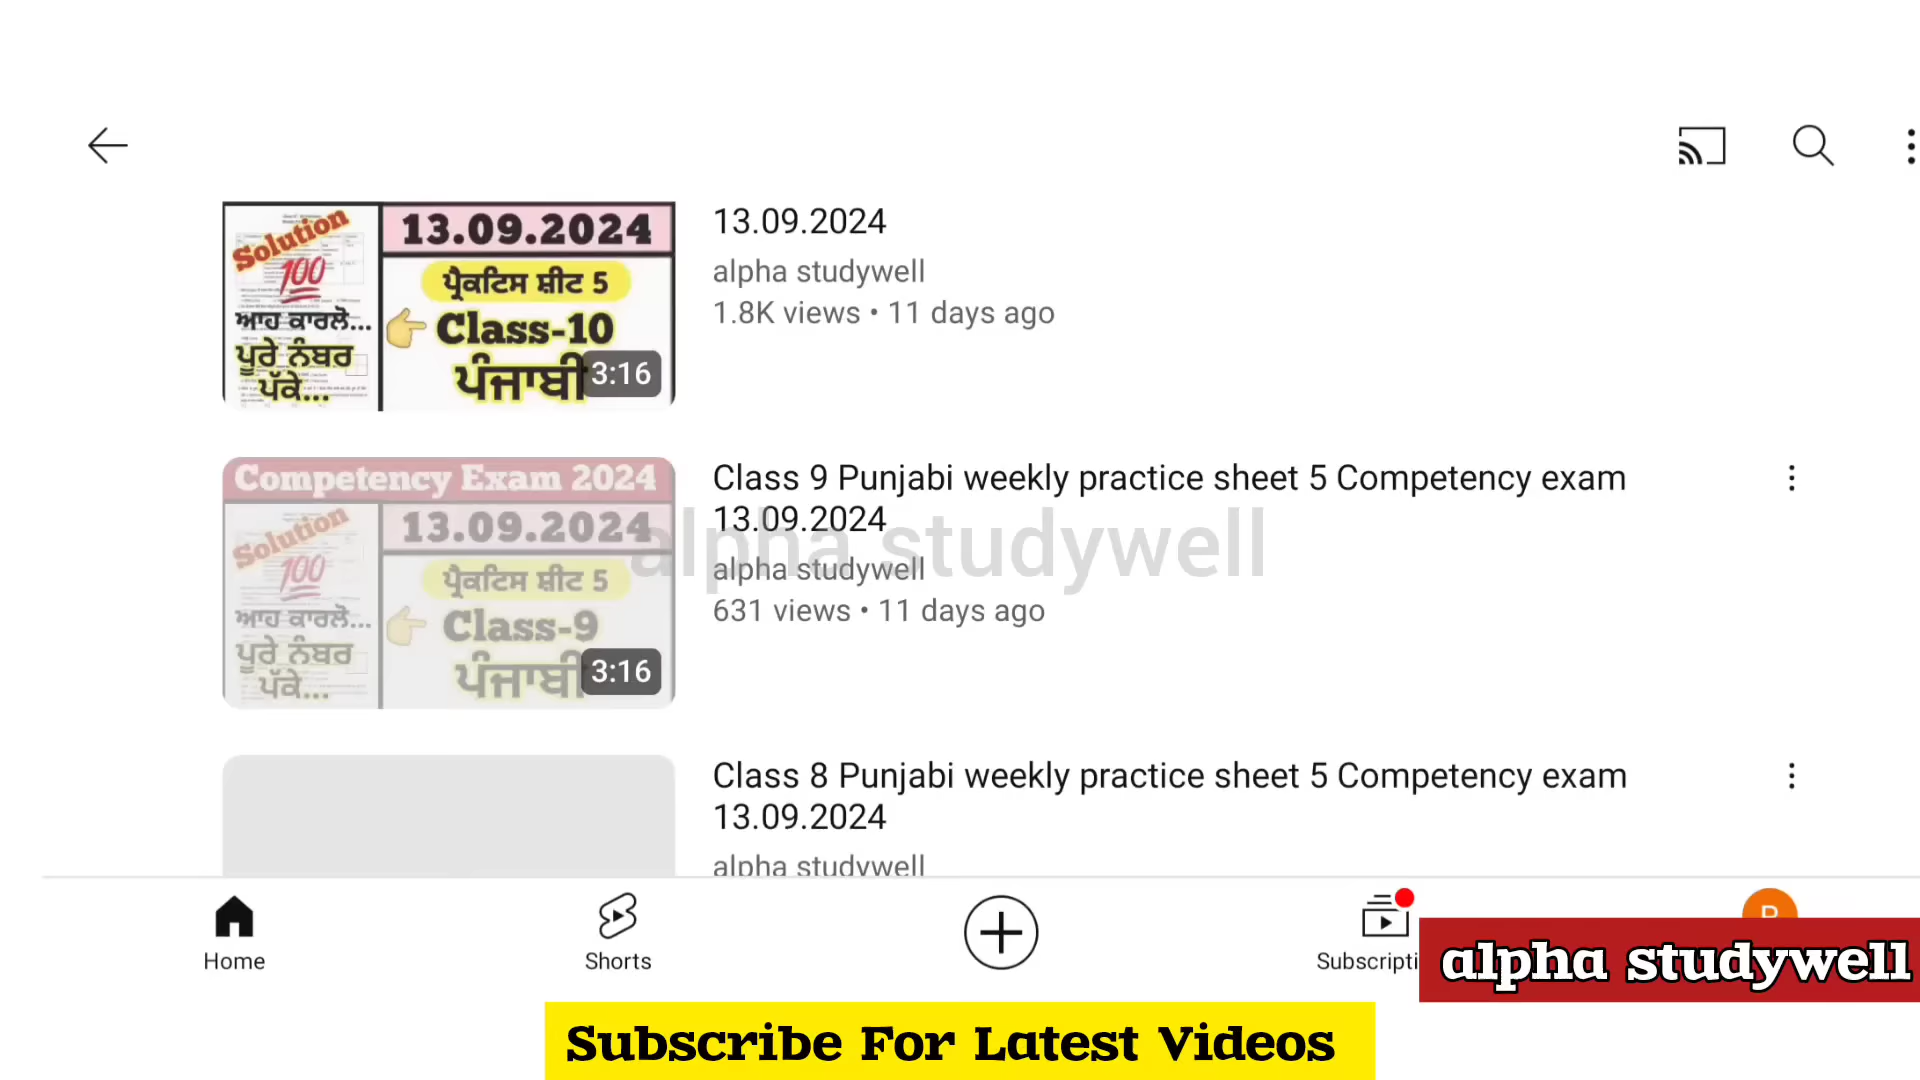 Solution
100
ਆਹ ਕਾਰਲੋ...
ਪੂਰੇ ਨੰਬਰ
ਪੱਕੇ...
13.09.2024
ਪ੍ਰੈਕਟਿਸ ਸ਼ੀਟ 5
Class-10
ਪੰਜਾਬੀ
3:16
13.09.2024
alpha studywell
1.8K views • 11 days ago
Competency Exam 2024
Solution
100
ਆਹ ਕਾਰਲੋ...
ਪੂਰੇ ਨੰਬਰ
ਪੱਕੇ...
13.09.2024
ਪ੍ਰੈਕਟਿਸ ਸ਼ੀਟ 5
Class-9
ਪੰਜਾਬੀ
3:16
Class 9 Punjabi weekly practice sheet 5 Competency exam
13.09.2024
alpha studywell
631 views • 11 days ago
alpha studywell
Class 8 Punjabi weekly practice sheet 5 Competency exam
13.09.2024
alpha studywell
Home
Shorts
Subscripti
alpha studywell
Subscribe For Latest Videos